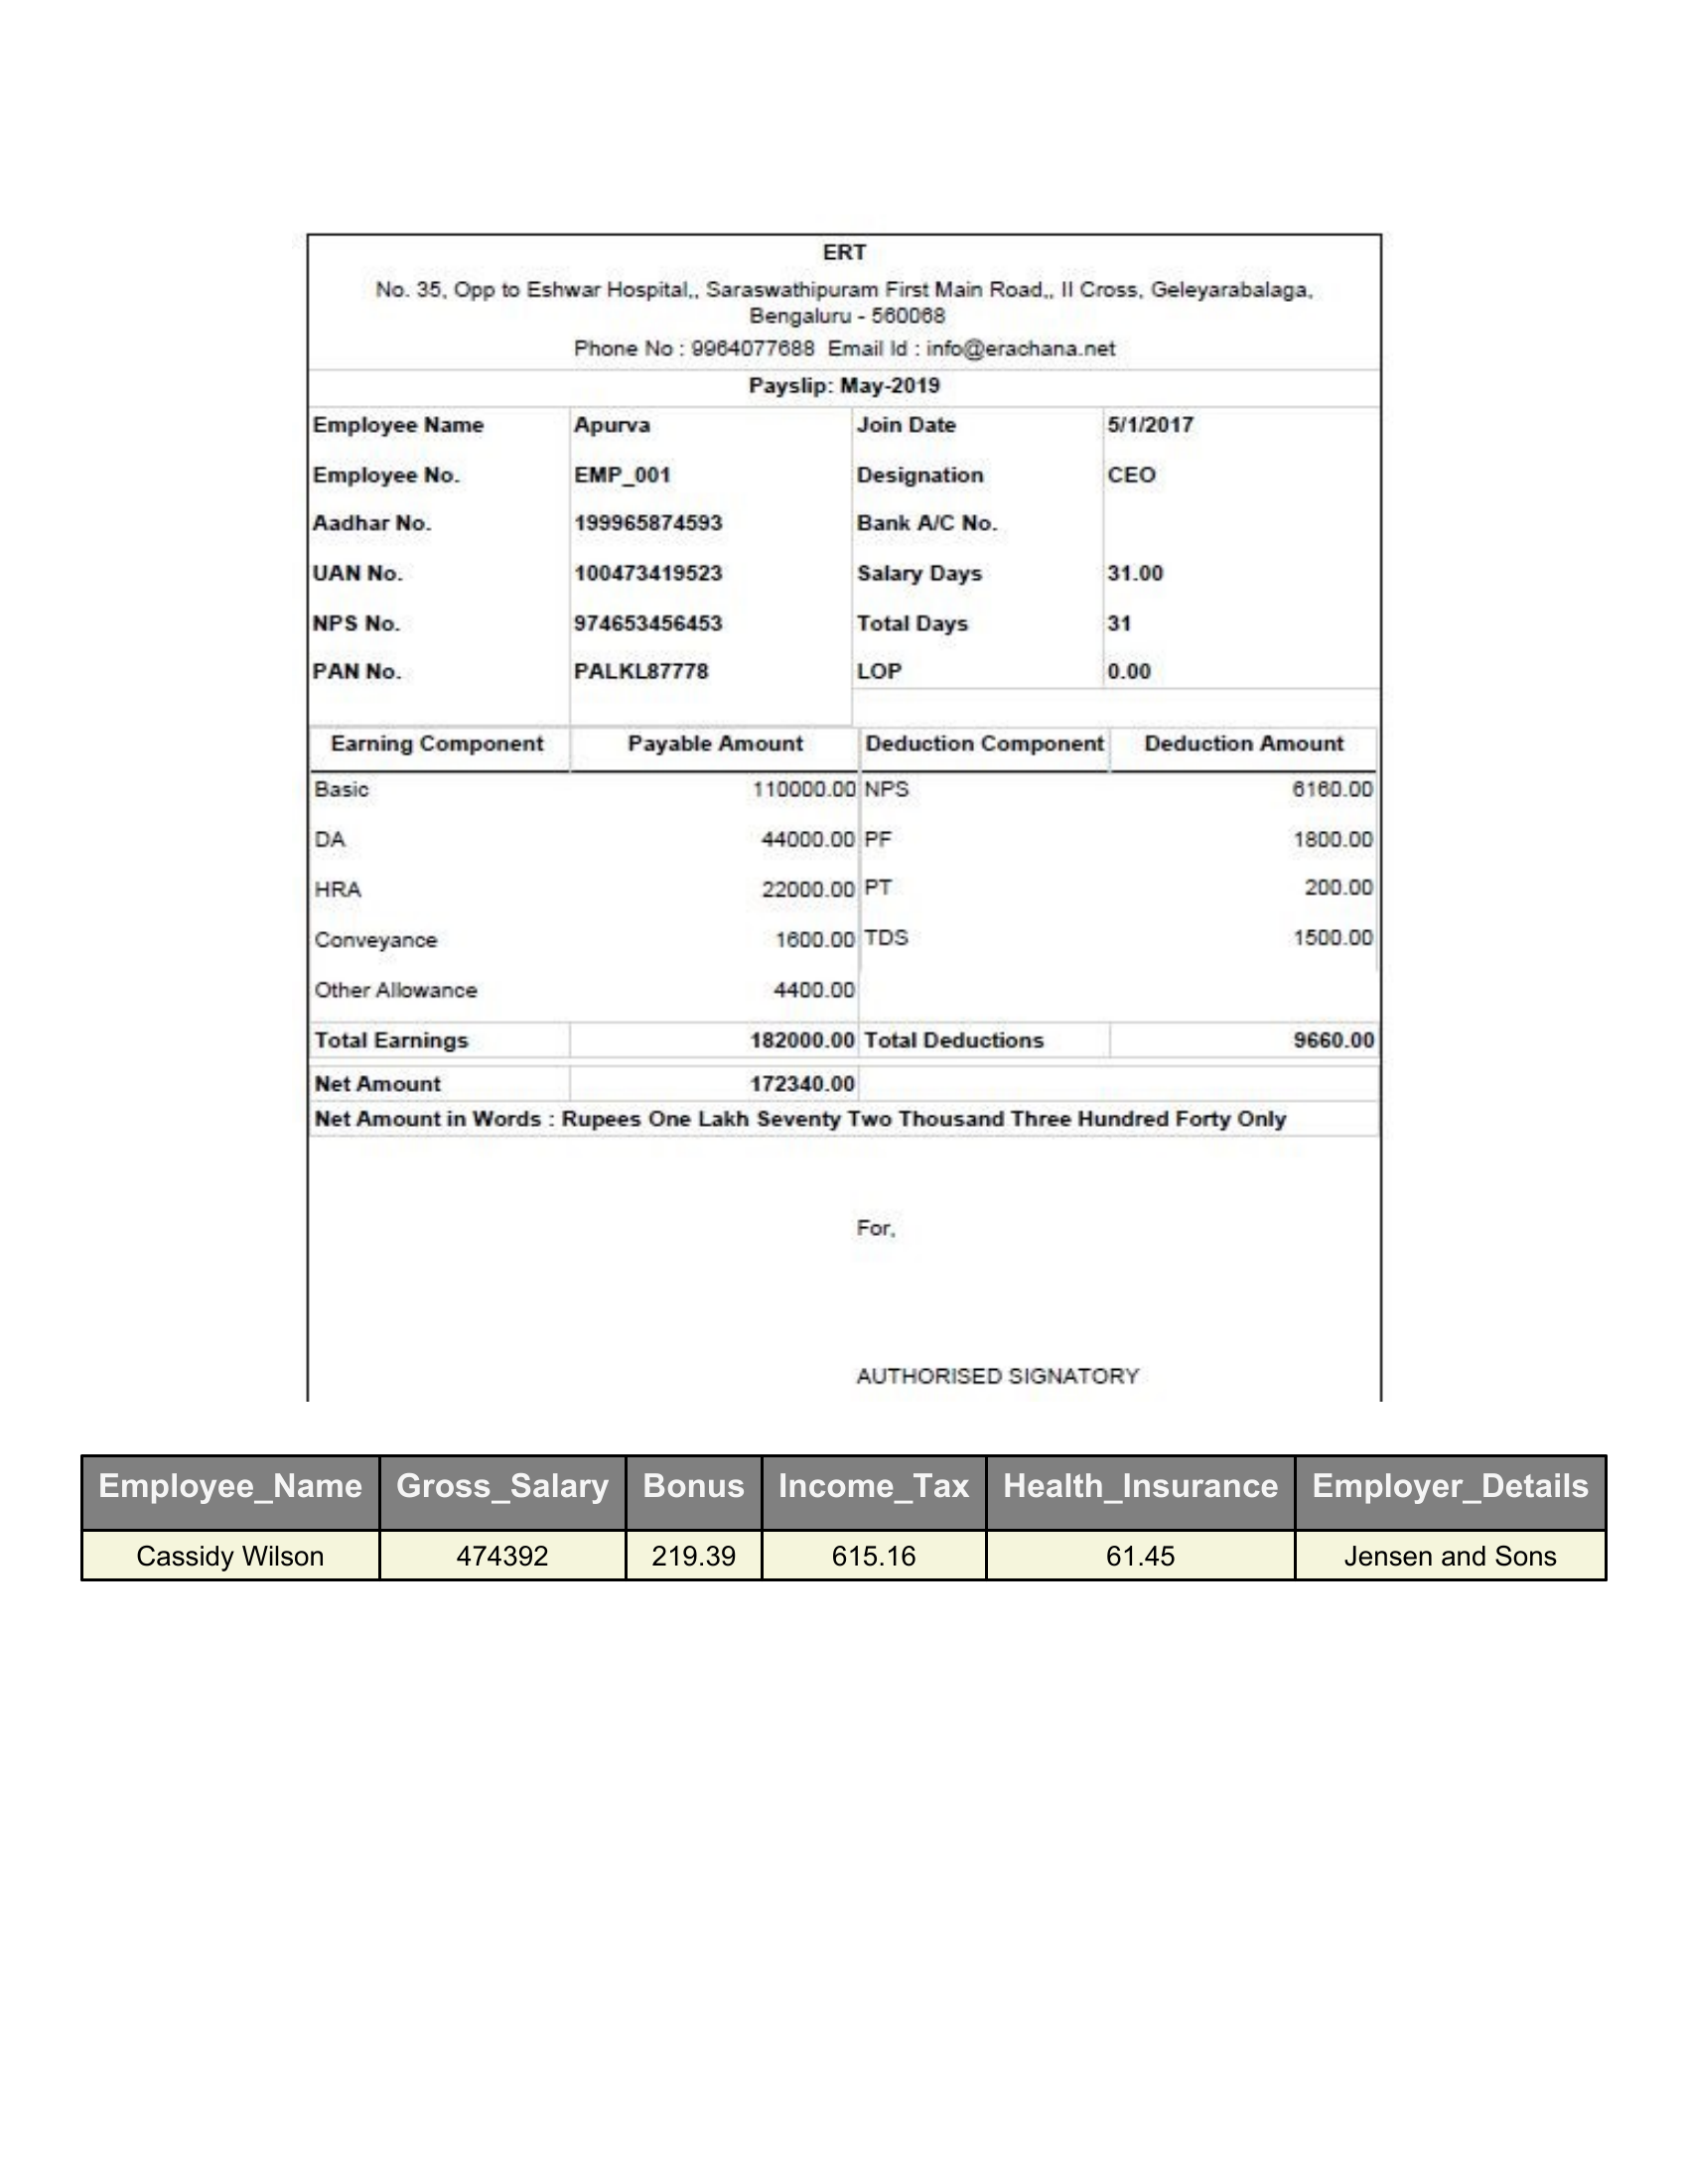 ERT
No. 35, Opp to Eshwar Hospital,, Saraswathipuram First Main Road,, II Cross, Geleyarabalaga,
Bengaluru - 560068
Phone No : 9964077688 Email Id : info@erachana.net
Payslip: May-2019
Employee Name Apurva Join Date 5/1/2017
Employee No. EMP_001 Designation CEO
Aadhar No. 199965874593 Bank A/C No.
UAN No. 100473419523 Salary Days 31.00
NPS No. 974653456453 Total Days 31
PAN No. PALKL87778 LOP 0.00
Earning Component Payable Amount Deduction Component Deduction Amount
Basic 110000.00 NPS 6160.00
DA 44000.00 PF 1800.00
HRA 22000.00 PT 200.00
Conveyance 1600.00 TDS 1500.00
Other Allowance 4400.00
Total Earnings 182000.00 Total Deductions 9660.00
Net Amount 172340.00
Net Amount in Words : Rupees One Lakh Seventy Two Thousand Three Hundred Forty Only
For,
AUTHORISED SIGNATORY
Employee_Name Gross_Salary Bonus Income_Tax Health_Insurance Employer_Details
Cassidy Wilson 474392 219.39 615.16 61.45 Jensen and Sons